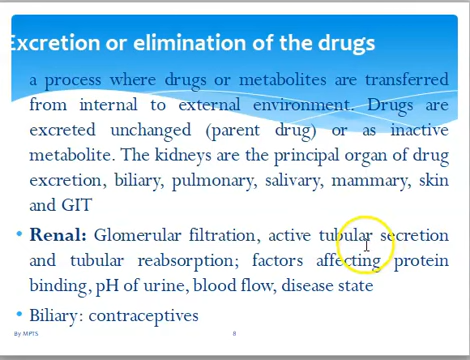 Excretion or elimination of the drugs
a process where drugs or metabolites are transferred
from internal to external environment. Drugs are
excreted unchanged (parent drug) or as inactive
metabolite. The kidneys are the principal organ of drug
excretion, biliary, pulmonary, salivary, mammary, skin
and GIT
• Renal: Glomerular filtration, active tubular secretion
and tubular reabsorption; factors affecting protein
binding, pH of urine, blood flow, disease state
• Biliary: contraceptives
By MPTS 8